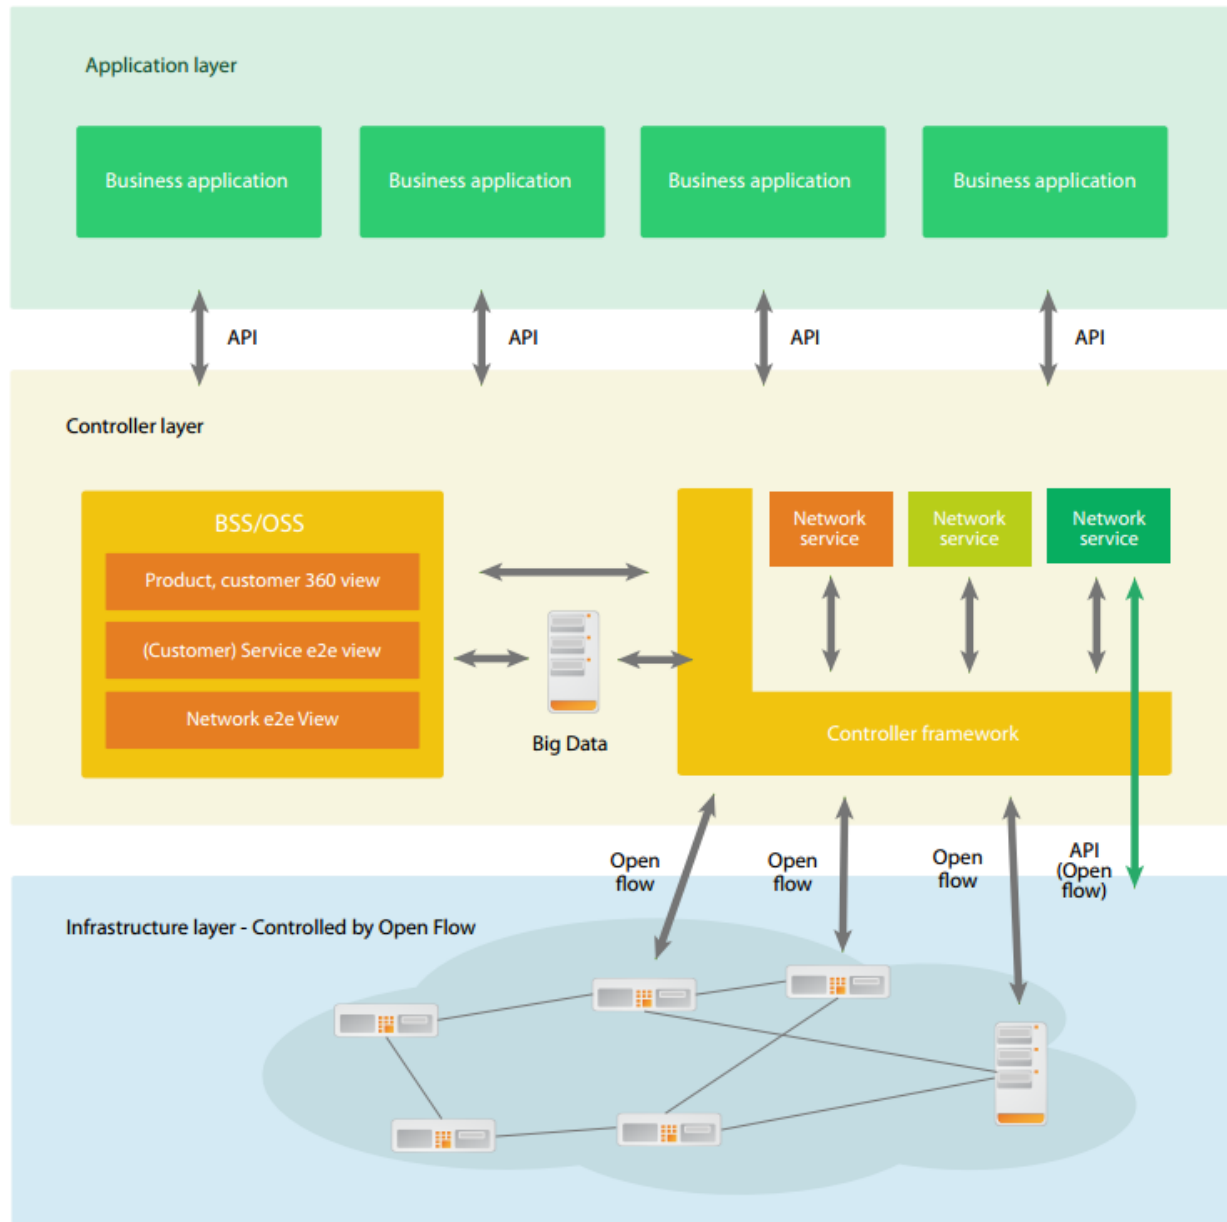 Application layer
Business application
Business application
Business application
Business application
API
API
API
API
Controller layer
BSS/OSS
Product, customer 360 view
(Customer) Service e2e view
Network e2e View
Big Data
Network
service
Network
service
Network
service
Controller framework
Open
flow
Open
flow
Open
flow
API
(Open
flow)
Infrastructure layer - Controlled by Open Flow